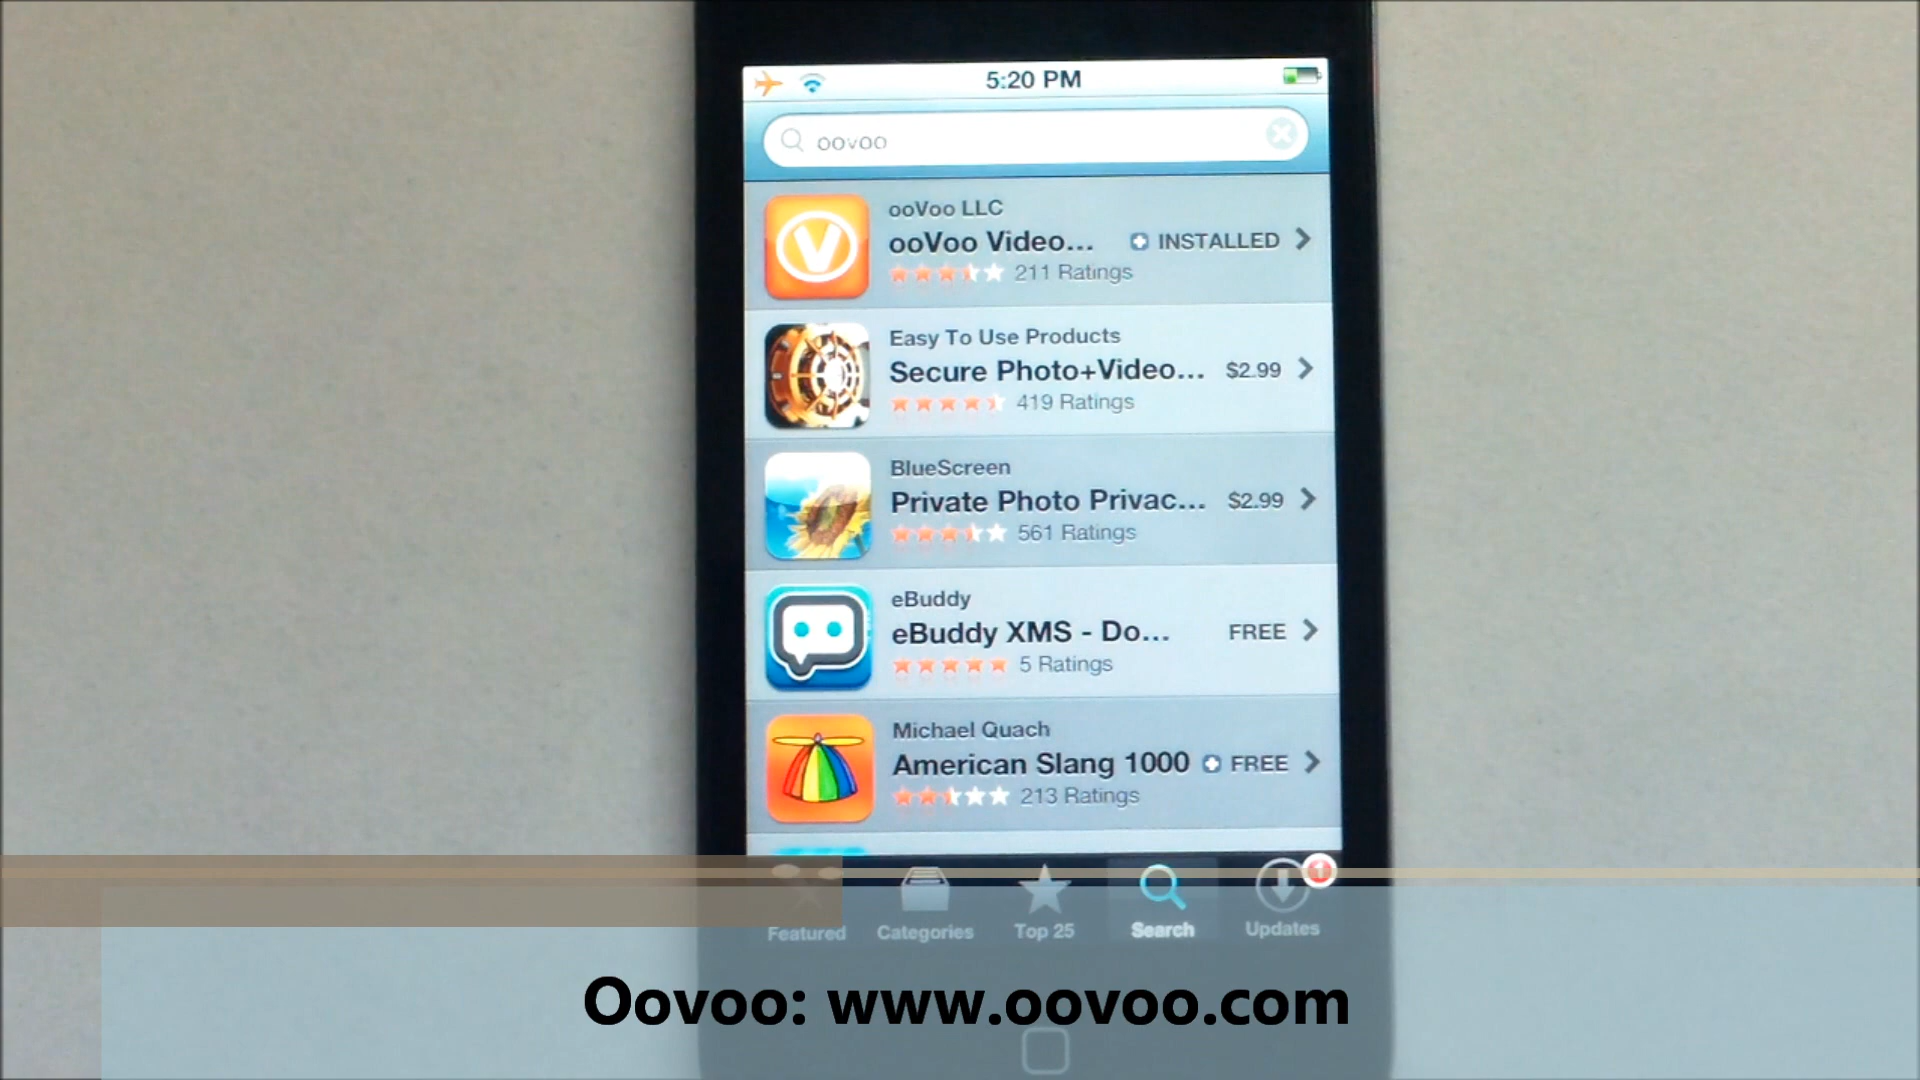 5:20 PM
oovoo
ooVoo LLC
ooVoo Video... INSTALLED
211 Ratings
Easy To Use Products
Secure Photo+Video... $2.99
419 Ratings
BlueScreen
Private Photo Privac... $2.99
561 Ratings
eBuddy
eBuddy XMS - Do... FREE
5 Ratings
Michael Quach
American Slang 1000 FREE
213 Ratings
1
Featured Categories Top 25 Search Updates
Oovoo: www.oovoo.com